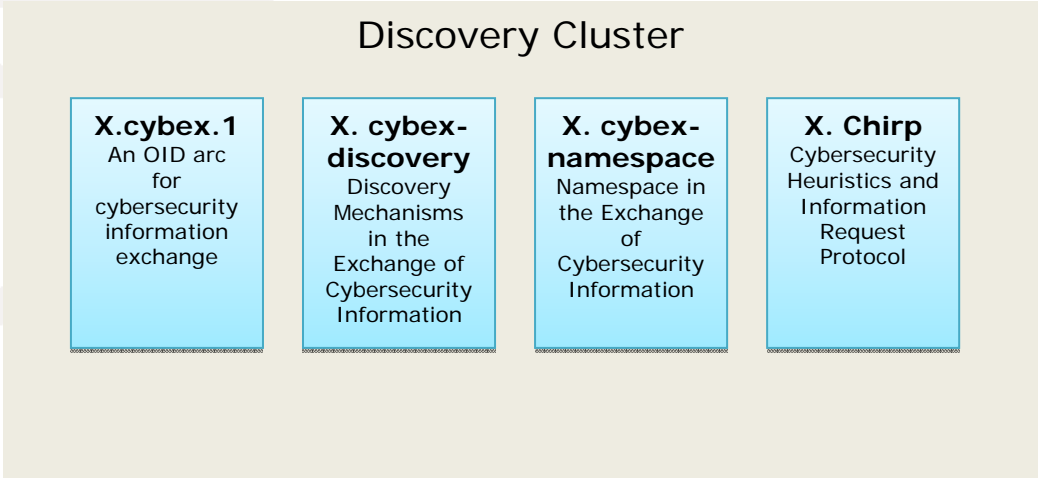 Discovery Cluster
X.cybex.1
An OID arc
for
cybersecurity
information
exchange
X. cybex-
discovery
Discovery
Mechanisms
in the
Exchange of
Cybersecurity
Information
X. cybex-
namespace
Namespace in
the Exchange
of
Cybersecurity
Information
X. Chirp
Cybersecurity
Heuristics and
Information
Request
Protocol